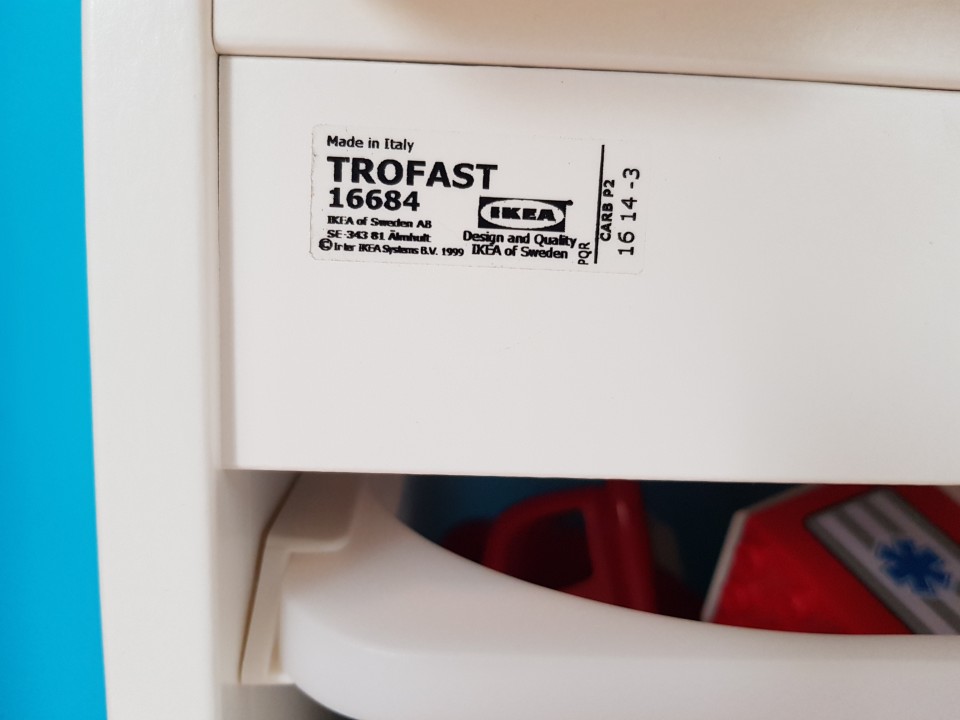 Made in Italy
TROFAST
16684
IKEA of Sweden AB
SE-343 81 Älmhult
© Inter IKEA Systems B.V. 1999
IKEA
Design and Quality
IKEA of Sweden
PQR
CARB P2
16 14 -3